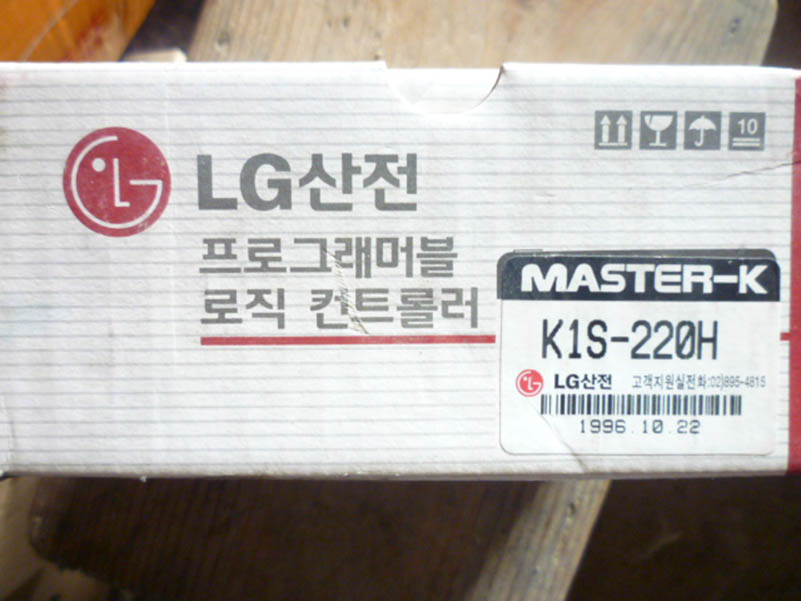 10
LG산전
프로그래머블
로직 컨트롤러
MASTER-K
K1S-220H
LG산전 고객지원실전화:02)895-4815
1996.10.22